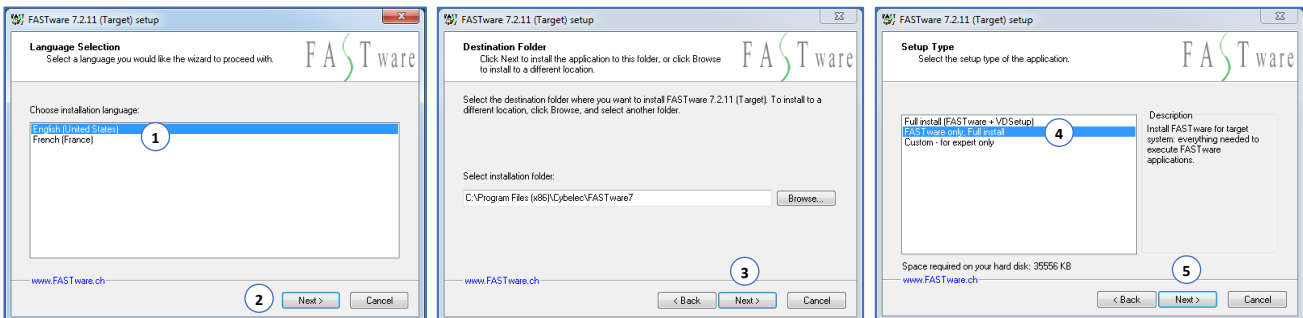 FASTware 7.2.11 (Target) setup
Language Selection
Select a language you would like the wizard to proceed with.
FASTware
Choose installation language:
English (United States)
1
French (France)
www.FASTware.ch
2
Next >
Cancel
FASTware 7.2.11 (Target) setup
Destination Folder
Click Next to install the application to this folder, or click Browse
to install to a different location.
FASTware
Select the destination folder where you want to install FASTware 7.2.11 (Target). To install to a
different location, click Browse, and select another folder.
Select installation folder:
C:\Program Files (x86)\Cybelec\FASTware7
Browse...
3
www.FASTware.ch
< Back
Next >
Cancel
FASTware 7.2.11 (Target) setup
Setup Type
Select the setup type of the application.
FASTware
Full install (FASTware + VDSetup)
FASTware only, Full install
4
Custom - for expert only
Description
Install FASTware for target
system: everything needed to
execute FASTware
applications.
Space required on your hard disk: 35556 KB
www.FASTware.ch
5
< Back
Next >
Cancel